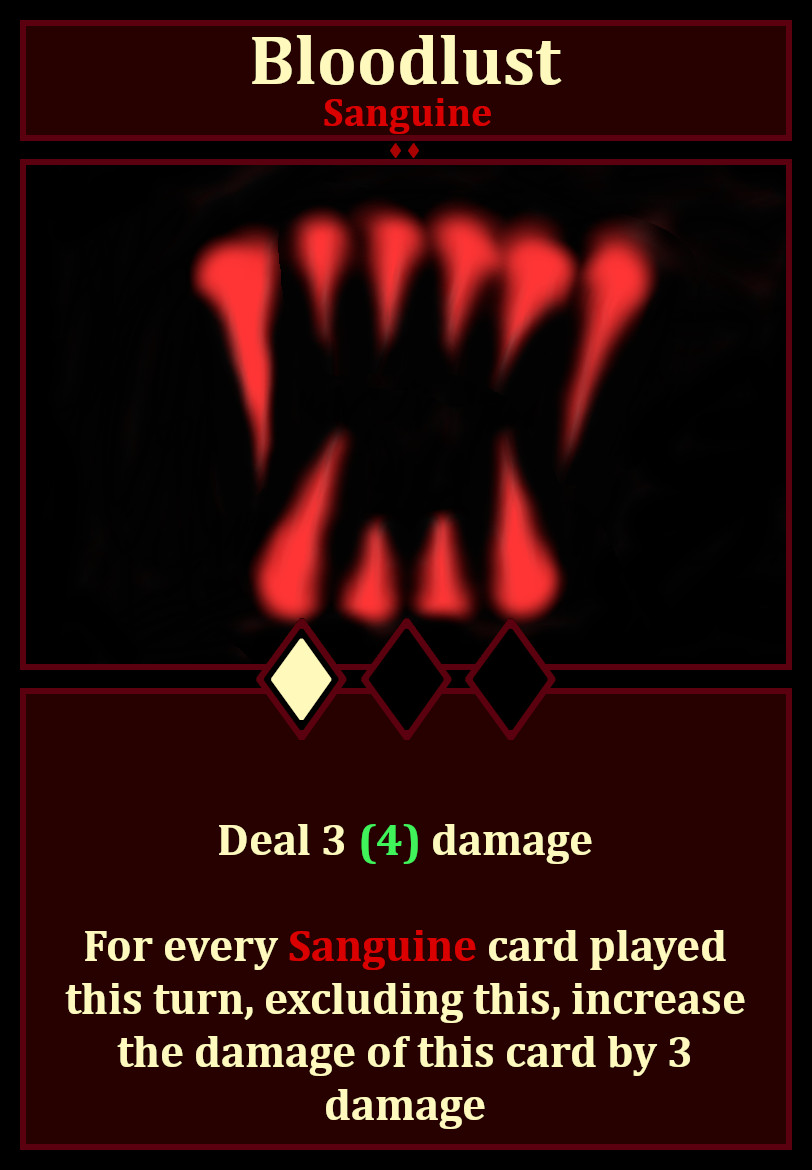 Bloodlust
Sanguine
Deal 3 (4) damage
For every Sanguine card played
this turn, excluding this, increase
the damage of this card by 3
damage